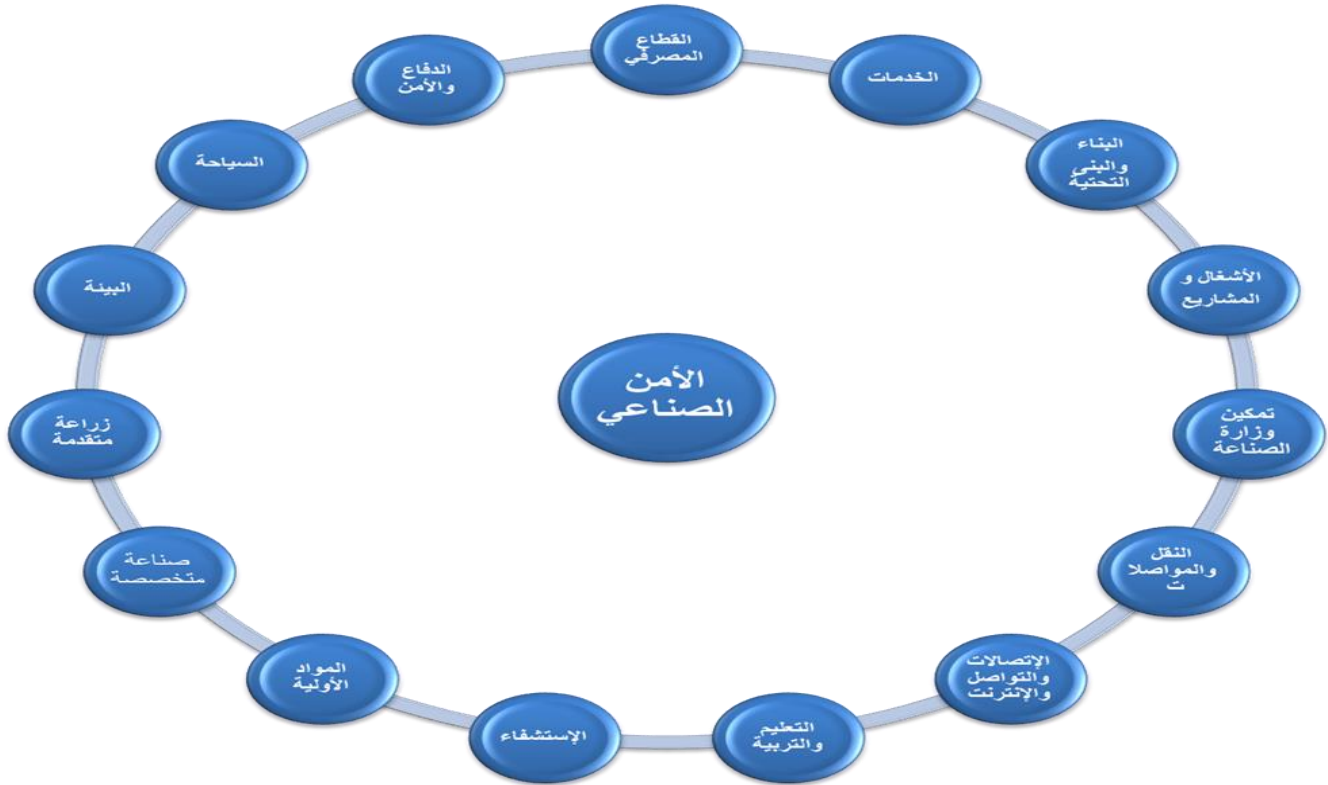 القطاع
المصرفي
الخدمات
البناء
والبنى
التحتية
الأشغال و
المشاريع
تمكين
وزارة
الصناعة
النقل
والمواصلا
ت
الإتصالات
والتواصل
والإنترنت
التعليم
والتربية
الإستشفاء
المواد
الأولية
صناعة
متخصصة
زراعة
متقدمة
البيئة
السياحة
الدفاع
والأمن
الأمن
الصناعي